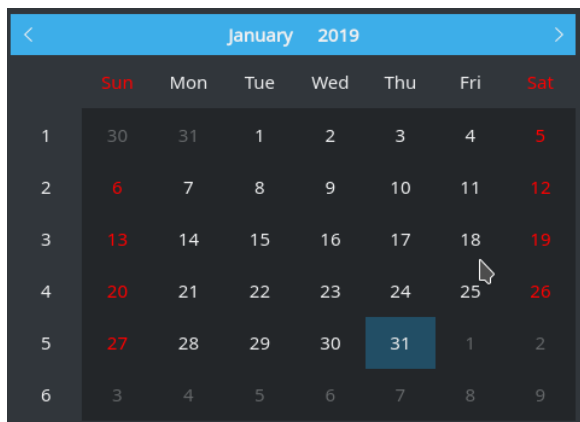 January 2019
Sun Mon Tue Wed Thu Fri Sat
1 30 31 1 2 3 4 5
2 6 7 8 9 10 11 12
3 13 14 15 16 17 18 19
4 20 21 22 23 24 25 26
5 27 28 29 30 31 1 2
6 3 4 5 6 7 8 9